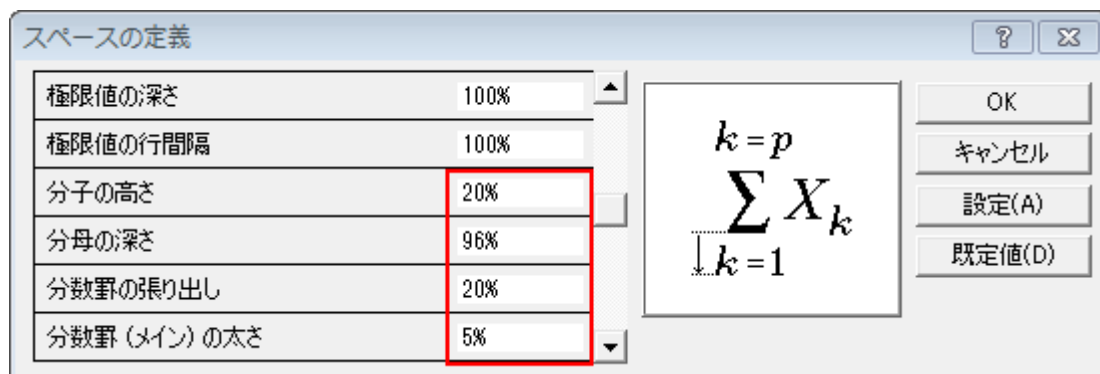 スペースの定義
極限値の深さ 100%
極限値の行間隔 100%
分子の高さ 20%
分母の深さ 96%
分数罫の張り出し 20%
分数罫（メイン）の太さ 5%
k=p
∑X_k
k=1
OK
キャンセル
設定(A)
既定値(D)